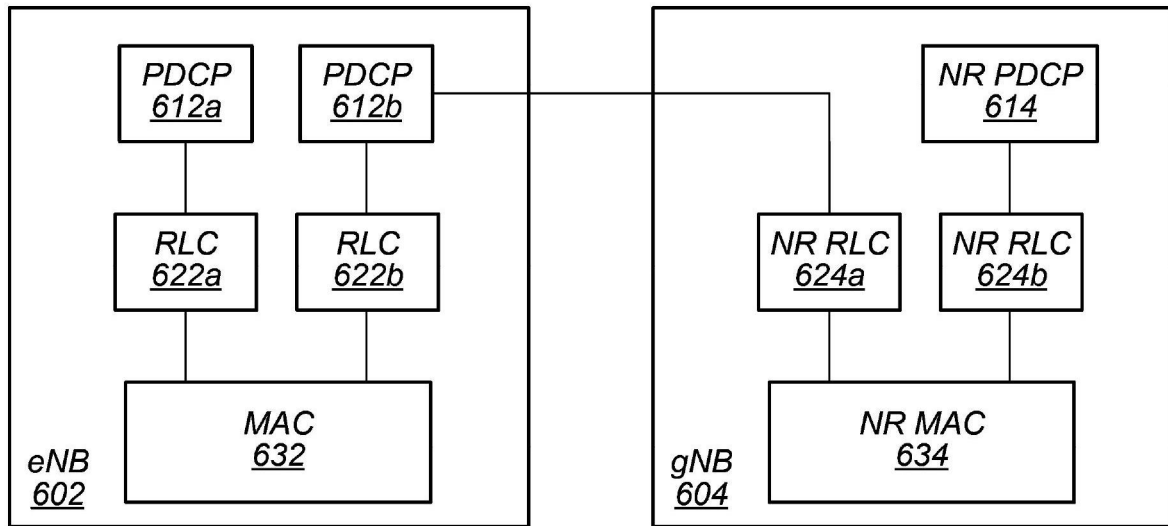 PDCP
612a
PDCP
612b
RLC
622a
RLC
622b
MAC
632
eNB
602
NR PDCP
614
NR RLC
624a
NR RLC
624b
NR MAC
634
gNB
604